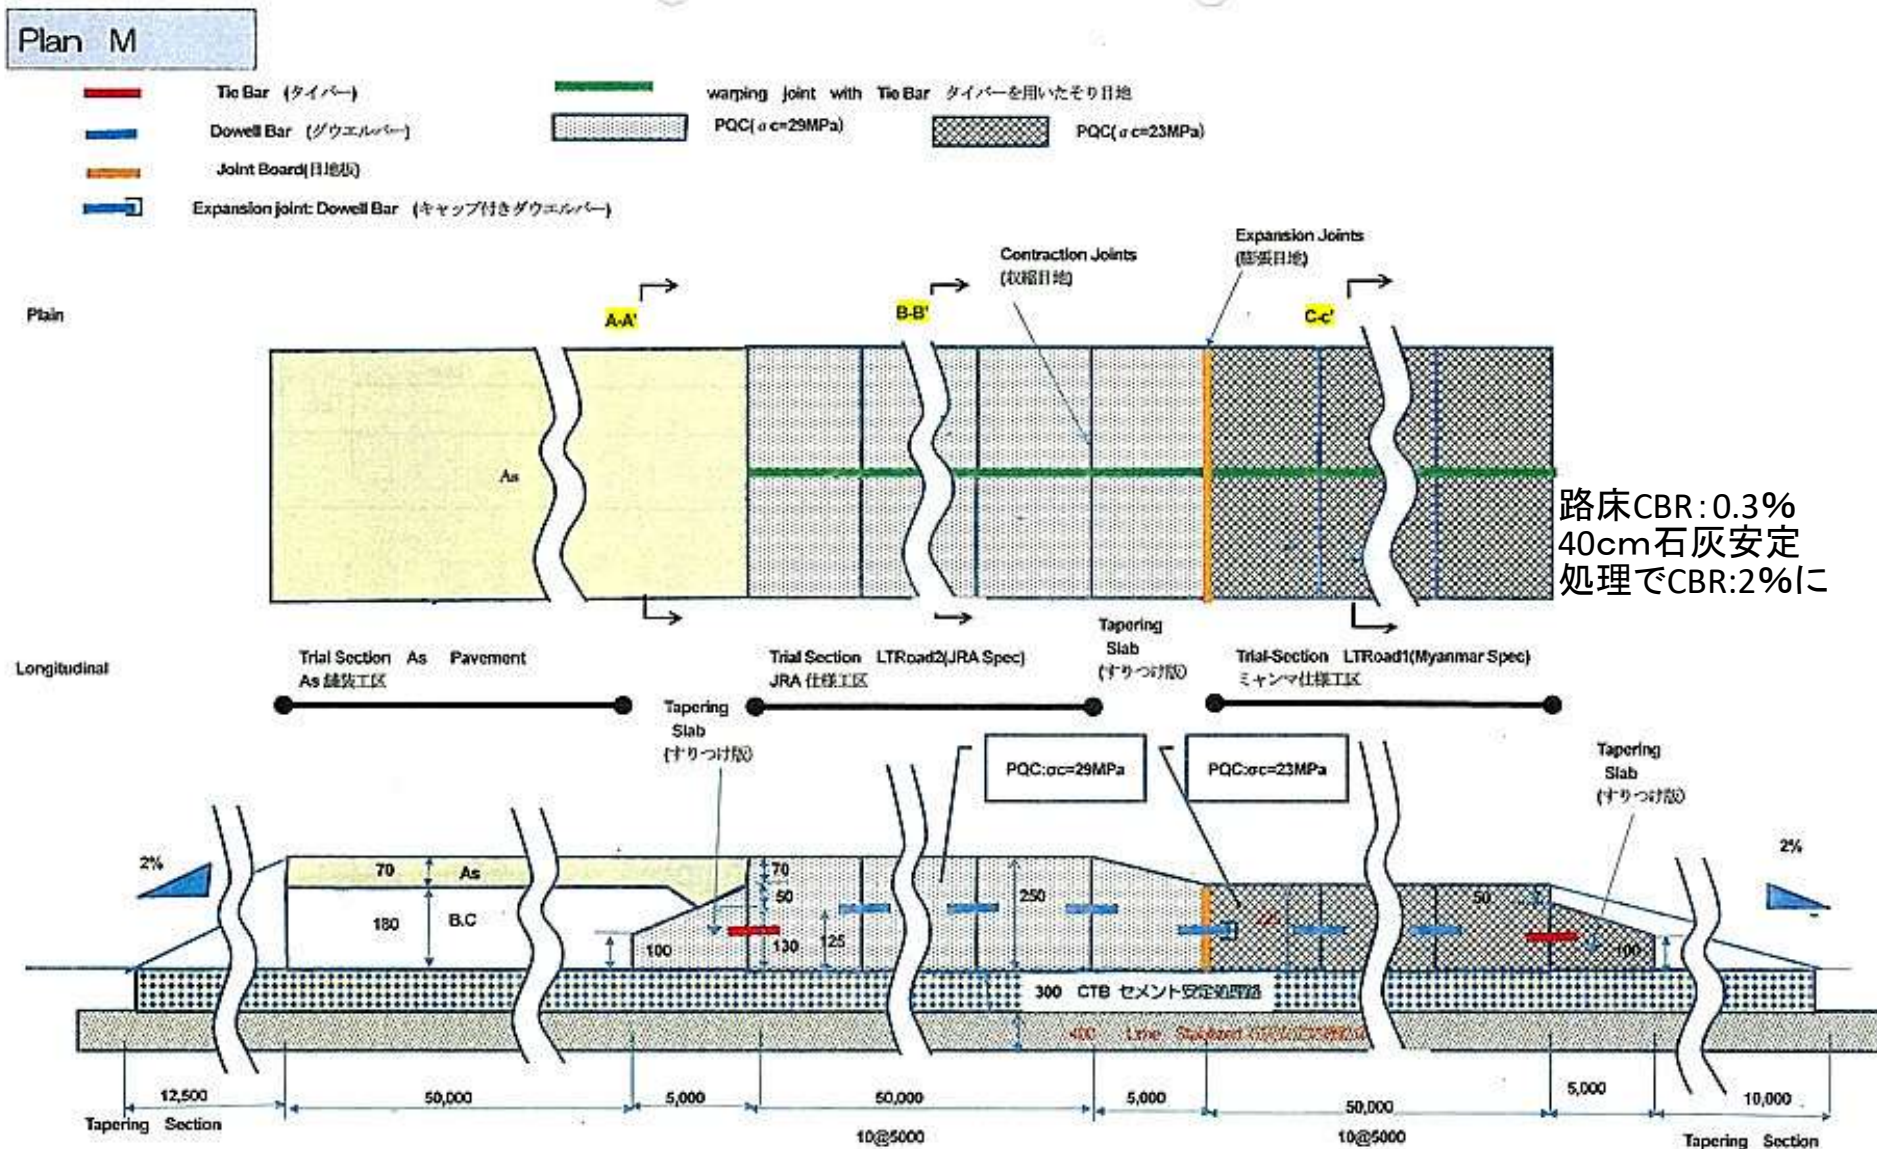 Plan M
Tie Bar (タイバー)
warping joint with Tie Bar タイバーを用いたそり目地
Dowell Bar (ダウエルバー)
PQC(σc=29MPa)
PQC(σc=23MPa)
Joint Board(目地板)
Expansion joint: Dowell Bar (キャップ付きダウエルバー)
Contraction Joints
(収縮目地)
Expansion Joints
(膨張目地)
Plain
A-A'
B-B'
C-c'
As
路床CBR:0.3%
40cm石灰安定
処理でCBR:2%に
Longitudinal
Trial Section As Pavement
As 舗装工区
Trial Section LTRoad2(JRA Spec)
JRA 仕様工区
Tapering
Slab
(すりつけ版)
Trial-Section LTRoad1(Myanmar Spec)
ミャンマ仕様工区
Tapering
Slab
(すりつけ版)
PQC:σc=29MPa
PQC:σc=23MPa
Tapering
Slab
(すりつけ版)
2%
70
As
180
B.C
100
70
50
130
125
250
225
50
100
2%
300 CTB セメント安定処理路
400 Lime Stabilized
12,500
50,000
5,000
50,000
5,000
50,000
5,000
10,000
Tapering Section
10@5000
10@5000
Tapering Section